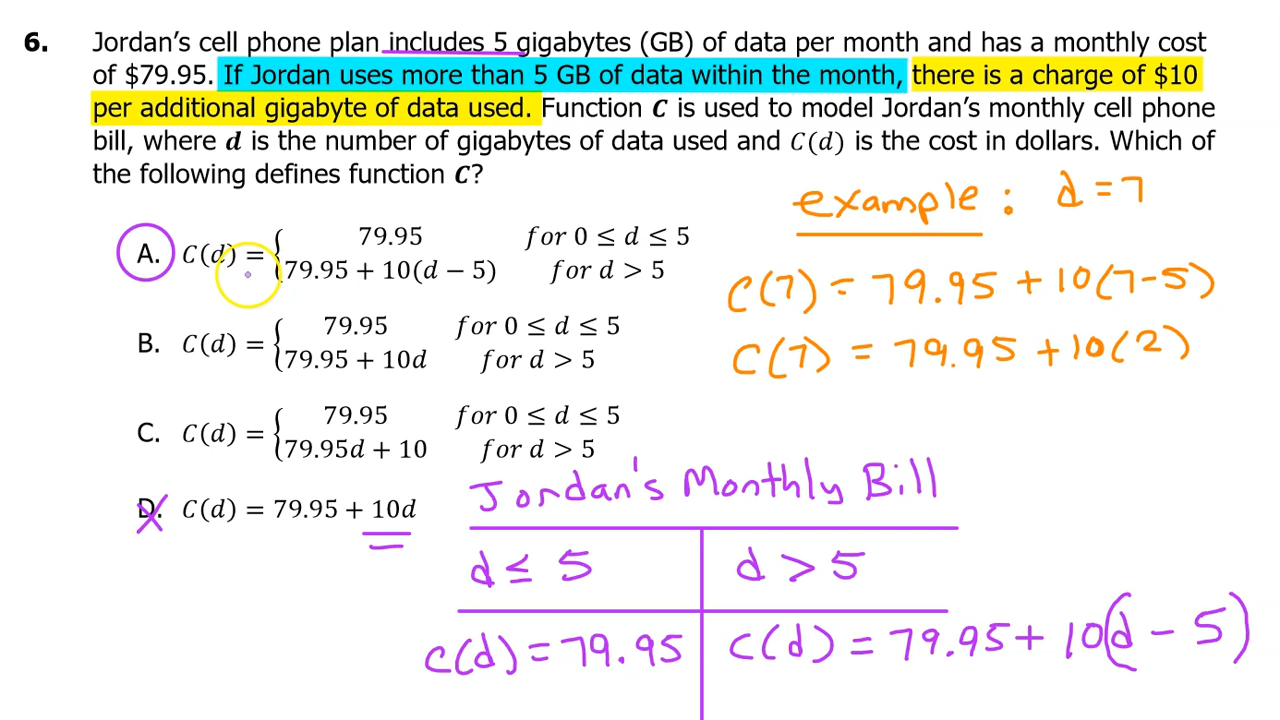 6. Jordan’s cell phone plan includes 5 gigabytes (GB) of data per month and has a monthly cost
of $79.95. If Jordan uses more than 5 GB of data within the month, there is a charge of $10
per additional gigabyte of data used. Function C is used to model Jordan’s monthly cell phone
bill, where d is the number of gigabytes of data used and C(d) is the cost in dollars. Which of
the following defines function C?
example: d = 7
A. C(d) = { 79.95 for 0 ≤ d ≤ 5
79.95 + 10(d − 5) for d > 5
C(7) = 79.95 + 10(7-5)
C(7) = 79.95 + 10(2)
B. C(d) = { 79.95 for 0 ≤ d ≤ 5
79.95 + 10d for d > 5
C. C(d) = { 79.95 for 0 ≤ d ≤ 5
79.95d + 10 for d > 5
D. C(d) = 79.95 + 10d
Jordan's Monthly Bill
d ≤ 5 d > 5
C(d) = 79.95 C(d) = 79.95 + 10(d - 5)